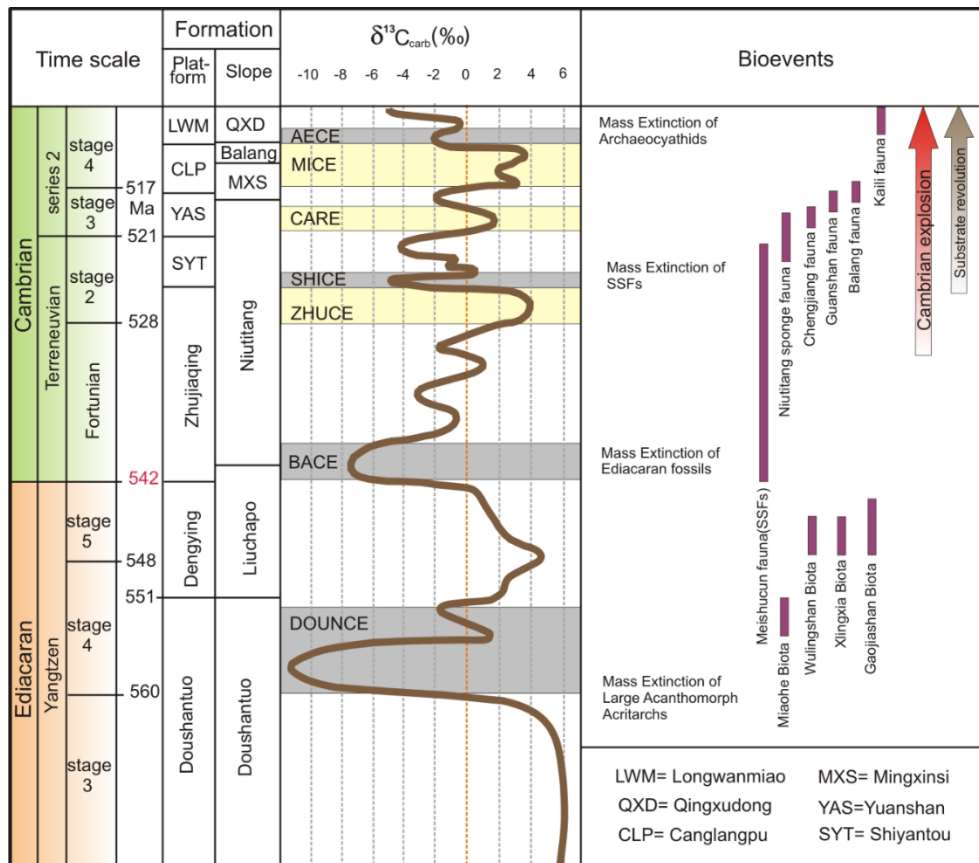 Time scale
Formation
Plat-
form
Slope
δ¹³Ccarb(‰)
-10 -8 -6 -4 -2 0 2 4 6
Bioevents
Cambrian
Ediacaran
series 2
Terreneuvian
Yangtzen
stage
4
stage
3
stage
2
Fortunian
stage
5
stage
4
stage
3
517
Ma
521
528
542
548
551
560
LWM
CLP
YAS
SYT
Zhujiaqing
Dengying
Doushantuo
QXD
Balang
MXS
Niutitang
Liuchapo
Doushantuo
AECE
MICE
CARE
SHICE
ZHUCE
BACE
DOUNCE
Mass Extinction of
Archaeocyathids
Mass Extinction of
SSFs
Mass Extinction of
Ediacaran fossils
Mass Extinction of
Large Acanthomorph
Acritarchs
Meishucun fauna(SSFs)
Niutitang sponge fauna
Chengjiang fauna
Guanshan fauna
Balang fauna
Kaili fauna
Cambrian explosion
Substrate revolution
Miaohe Biota
Wulingshan Biota
Xlingxia Biota
Gaojiashan Biota
LWM= Longwanmiao
MXS= Mingxinsi
QXD= Qingxudong
YAS=Yuanshan
CLP= Canglangpu
SYT= Shiyantou